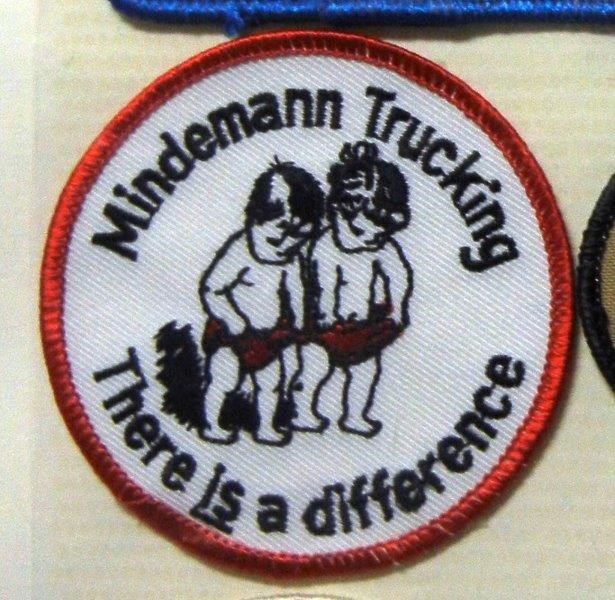 Mindemann Trucking
There is a difference